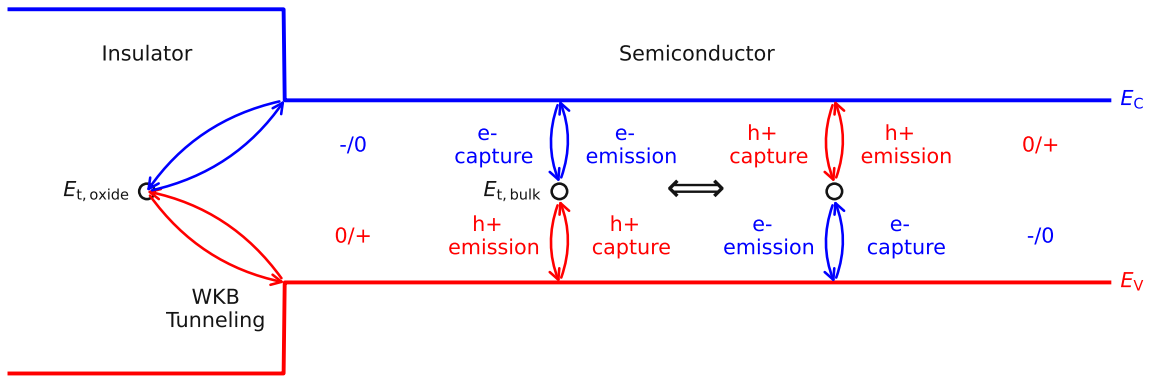 Insulator
Semiconductor
E_C
-/0
e-
capture
e-
emission
h+
capture
h+
emission
0/+
E_t, oxide
E_t, bulk
0/+
h+
emission
h+
capture
e-
emission
e-
capture
-/0
E_V
WKB
Tunneling